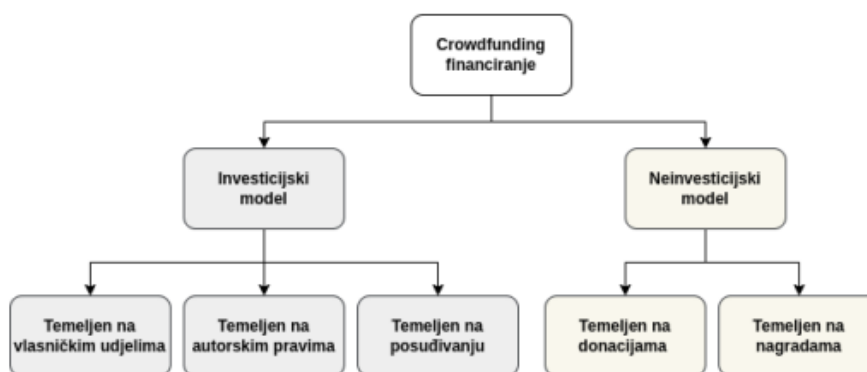 Crowdfunding
financiranje
Investicijski
model
Neinvesticijski
model
Temeljen na
vlasničkim udjelima
Temeljen na
autorskim pravima
Temeljen na
posuđivanju
Temeljen na
donacijama
Temeljen na
nagradama